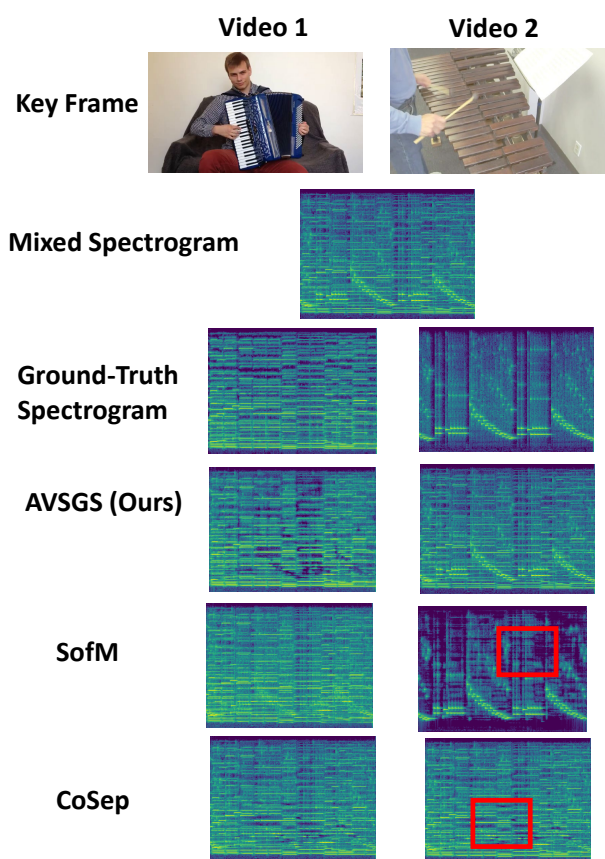 Video 1
Video 2
Key Frame
Mixed Spectrogram
Ground-Truth
Spectrogram
AVSGS (Ours)
SofM
CoSep